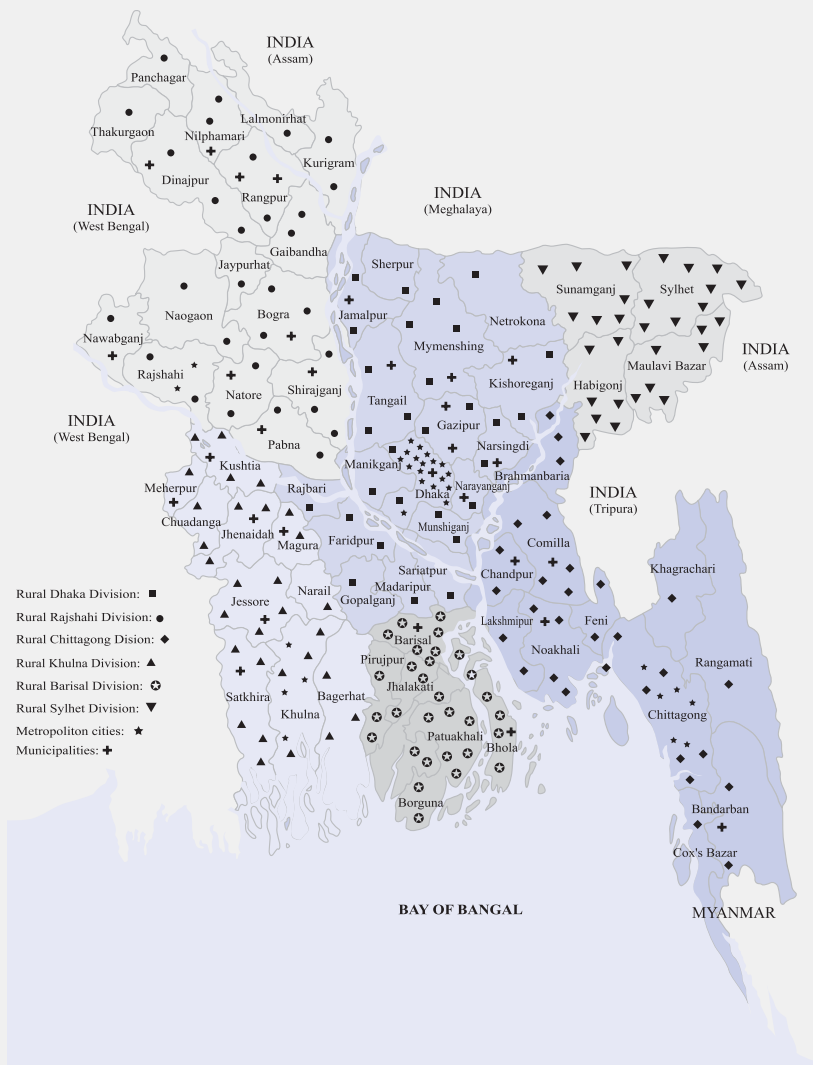 INDIA
(Assam)
Panchagar
Lalmonirhat
Thakurgaon
Nilphamari
Kurigram
Dinajpur
Rangpur
INDIA
(Meghalaya)
INDIA
(West Bengal)
Gaibandha
Jaypurhat
Sherpur
Sunamganj
Sylhet
Naogaon
Bogra
Jamalpur
Netrokona
Nawabganj
Mymenshing
INDIA
(Assam)
Rajshahi
Shirajganj
Kishoreganj
Habigonj
Maulavi Bazar
Natore
Tangail
INDIA
(West Bengal)
Gazipur
Pabna
Narsingdi
Kushtia
Manikganj
Brahmanbaria
Meherpur
Rajbari
Dhaka
Narayanganj
INDIA
(Tripura)
Chuadanga
Jhenaidah
Munshiganj
Magura
Faridpur
Comilla
Sariatpur
Chandpur
Khagrachari
Madaripur
Narail
Gopalganj
Jessore
Lakshmipur
Feni
Barisal
Noakhali
Pirujpur
Rangamati
Jhalakati
Satkhira
Bagerhat
Khulna
Chittagong
Patuakhali
Bhola
Borguna
Bandarban
Cox's Bazar
Rural Dhaka Division:
Rural Rajshahi Division:
Rural Chittagong Dision:
Rural Khulna Division:
Rural Barisal Division:
Rural Sylhet Division:
Metropoliton cities:
Municipalities:
BAY OF BANGAL
MYANMAR